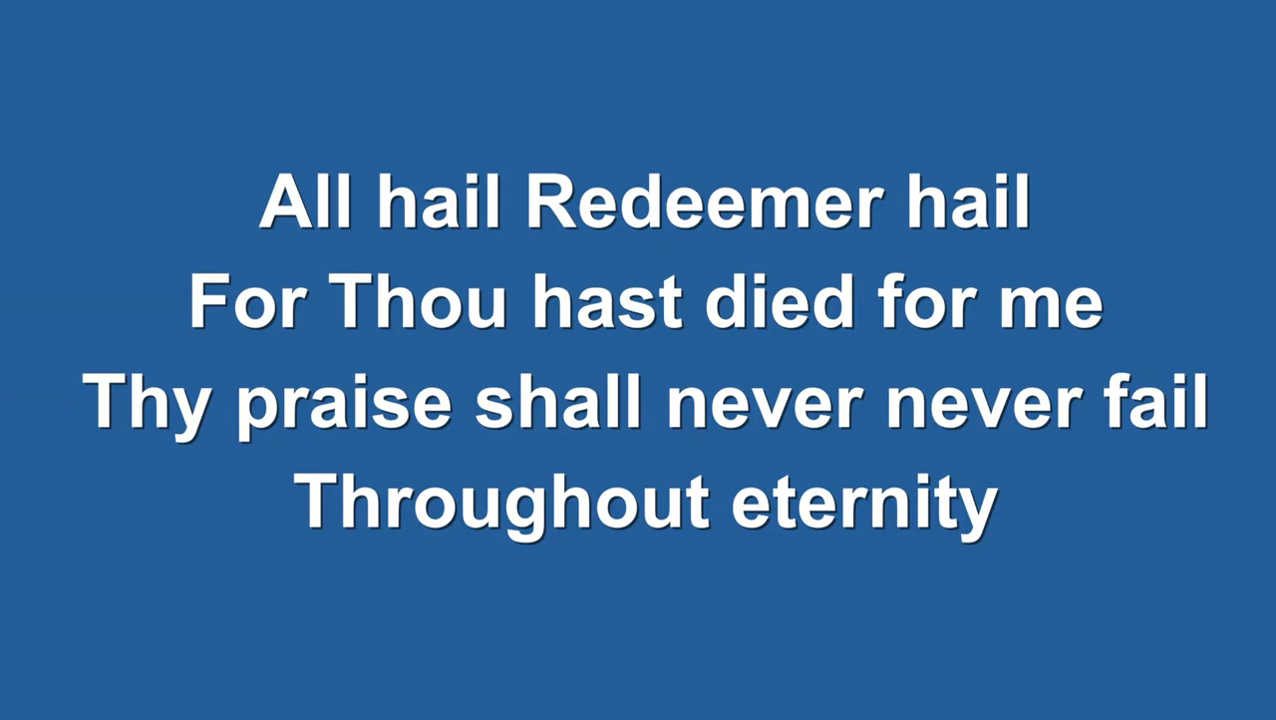 All hail Redeemer hail
For Thou hast died for me
Thy praise shall never never fail
Throughout eternity